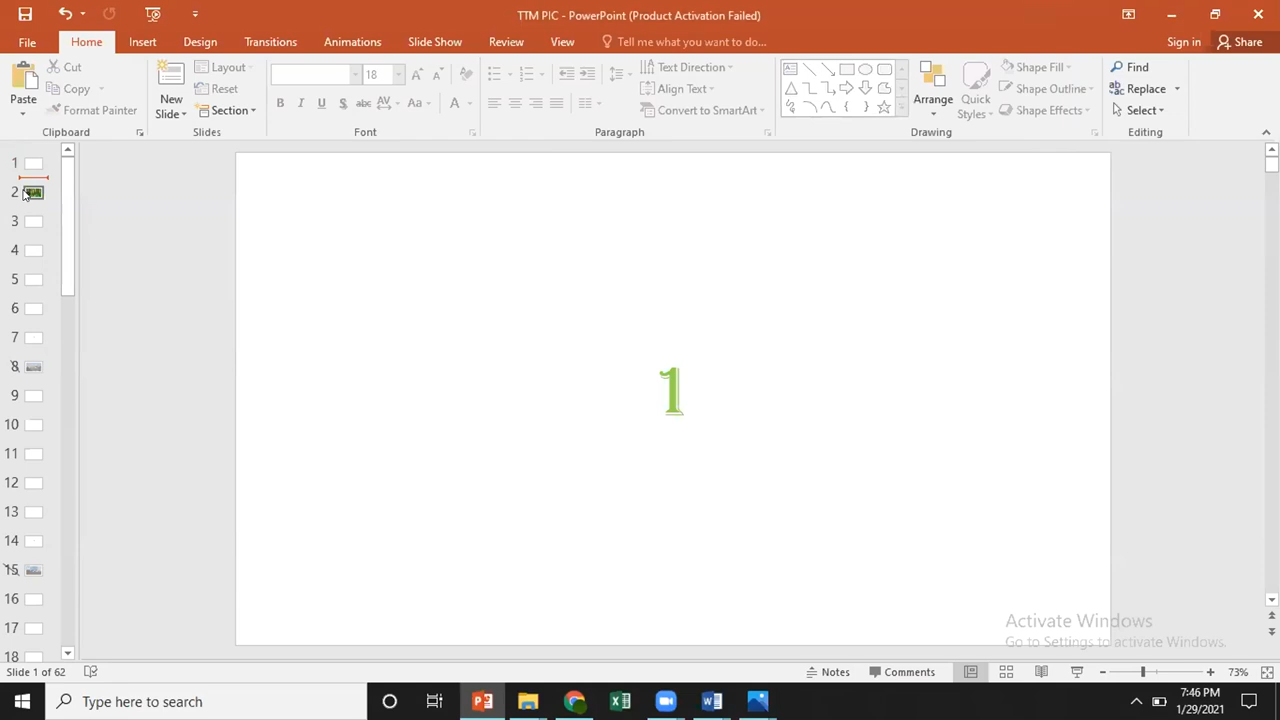 TTM PIC - PowerPoint (Product Activation Failed)
File Home Insert Design Transitions Animations Slide Show Review View Tell me what you want to do... Sign in Share
Paste
Cut
Copy
Format Painter
Clipboard
New Slide
Layout
Reset
Section
Slides
18
B I U S abc AV Aa A
Font
Text Direction
Align Text
Convert to SmartArt
Paragraph
Arrange
Quick Styles
Shape Fill
Shape Outline
Shape Effects
Drawing
Find
Replace
Select
Editing
1
2
3
4
5
6
7
8
9
10
11
12
13
14
15
16
17
18
1
Activate Windows
Go to Settings to activate Windows.
Slide 1 of 62 Notes Comments 73%
Type here to search
7:46 PM
1/29/2021